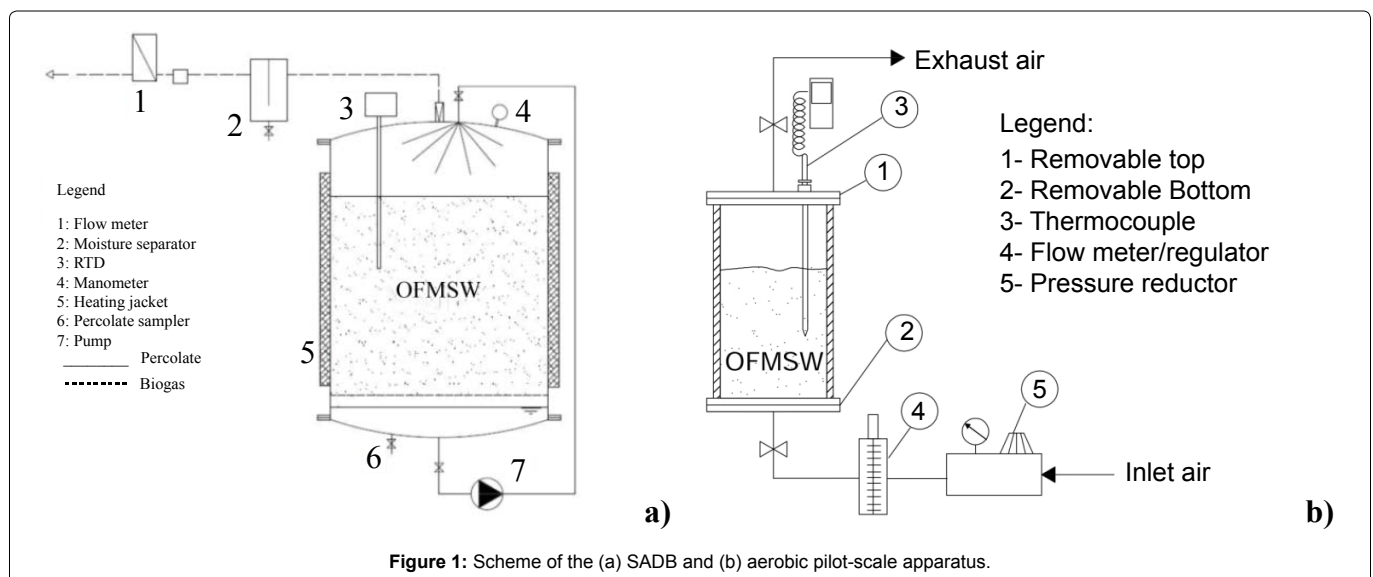 1
2
3
4
Legend
1: Flow meter
2: Moisture separator
3: RTD
4: Manometer
5: Heating jacket
6: Percolate sampler
7: Pump
Percolate
Biogas
OFMSW
5
6
7
a)
Exhaust air
3
1
Legend:
1- Removable top
2- Removable Bottom
3- Thermocouple
4- Flow meter/regulator
5- Pressure reductor
OFMSW
2
4
5
Inlet air
b)
Figure 1: Scheme of the (a) SADB and (b) aerobic pilot-scale apparatus.